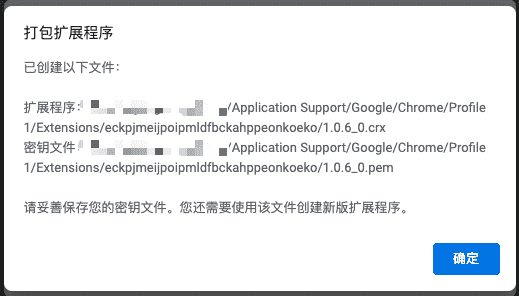 打包扩展程序
已创建以下文件：
扩展程序：/Application Support/Google/Chrome/Profile
1/Extensions/eckpjmeijpoipmldfbckahppeonkoeko/1.0.6_0.crx
密钥文件：/Application Support/Google/Chrome/Profile
1/Extensions/eckpjmeijpoipmldfbckahppeonkoeko/1.0.6_0.pem
请妥善保存您的密钥文件。您还需要使用该文件创建新版扩展程序。
确定